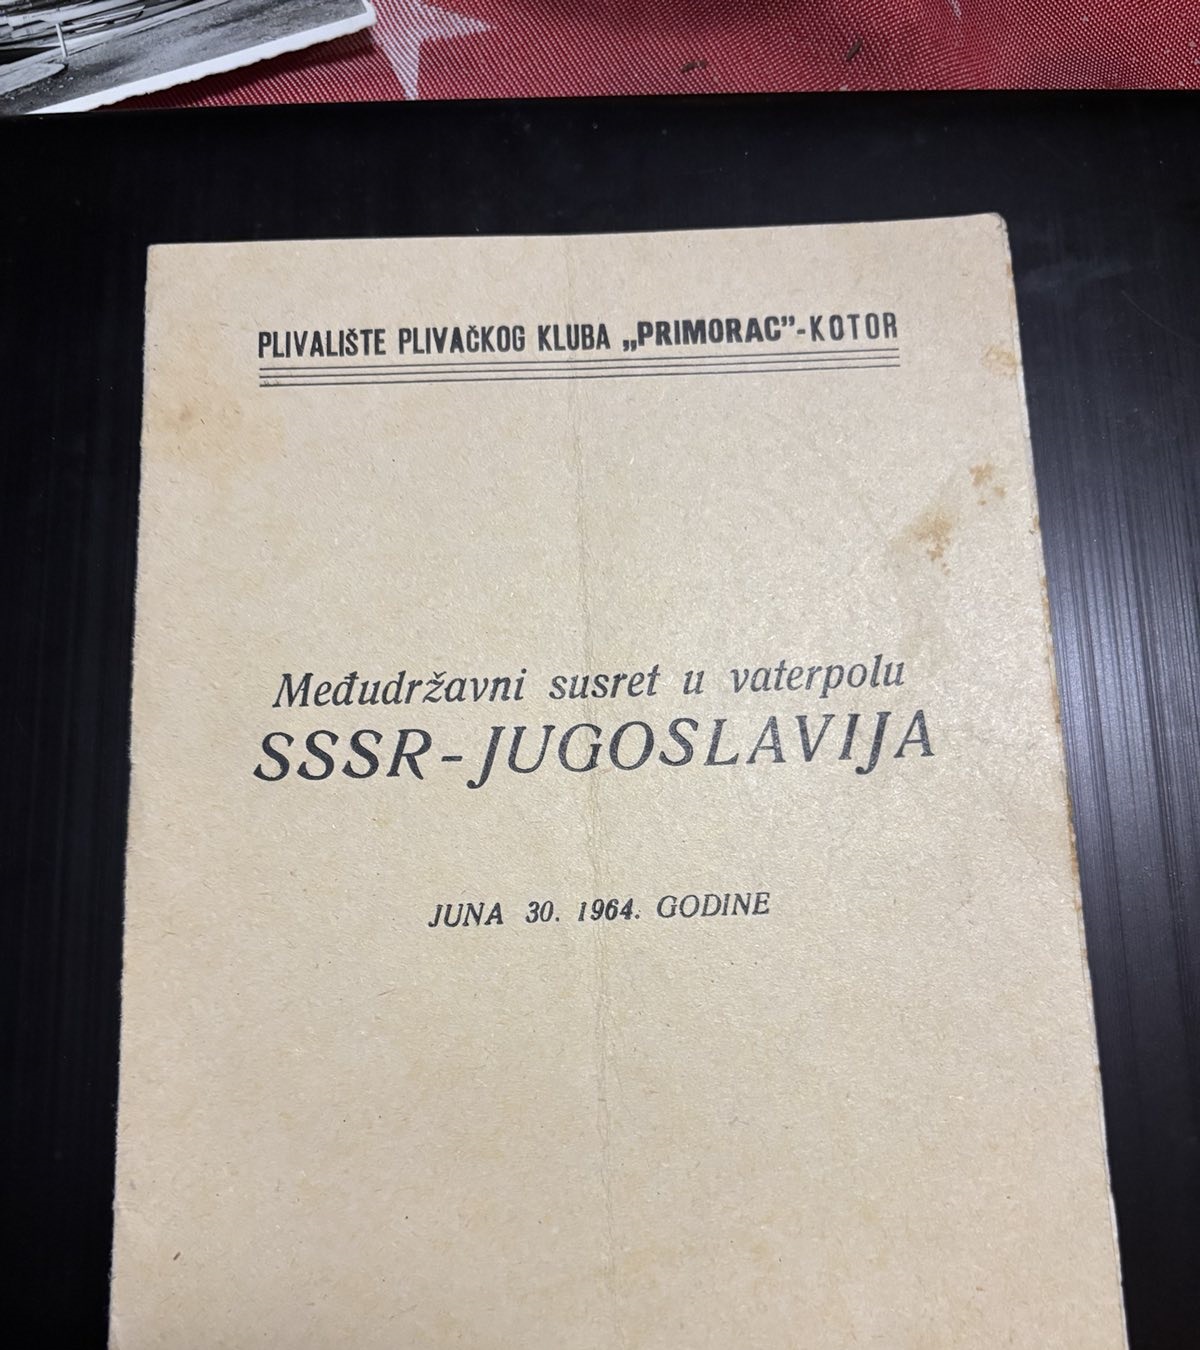 PLIVALIŠTE PLIVAČKOG KLUBA „PRIMORAC”-KOTOR
Međudržavni susret u vaterpolu
SSSR-JUGOSLAVIJA
JUNA 30. 1964. GODINE